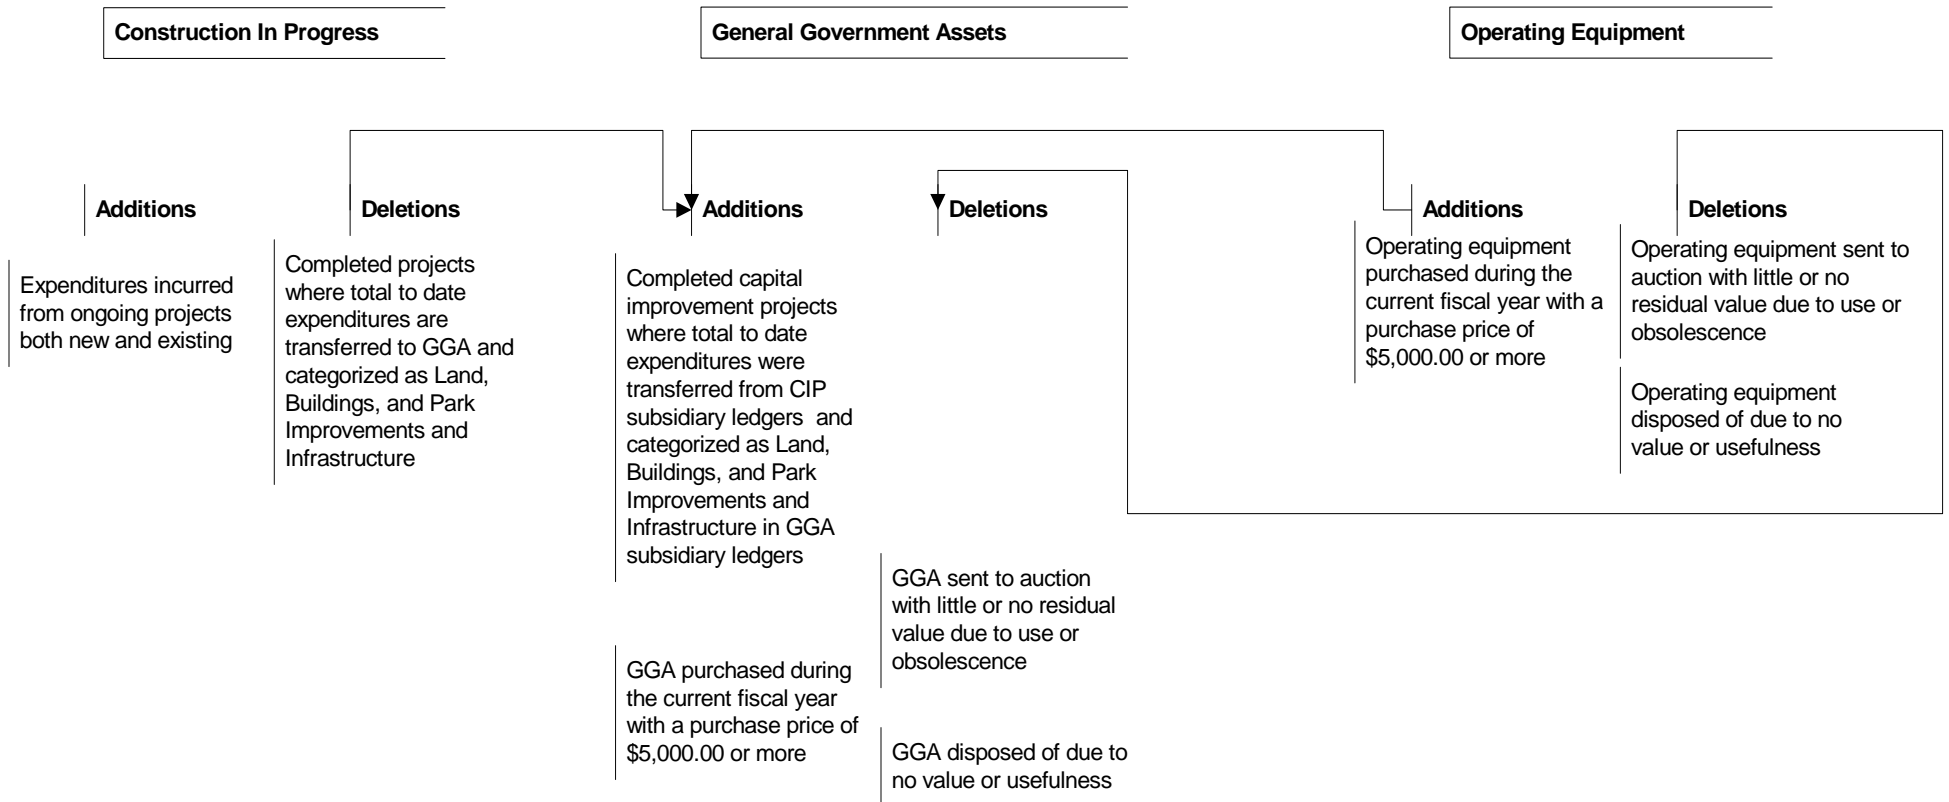 Construction In Progress
General Government Assets
Operating Equipment
Additions
Expenditures incurred
from ongoing projects
both new and existing
Deletions
Completed projects
where total to date
expenditures are
transferred to GGA and
categorized as Land,
Buildings, and Park
Improvements and
Infrastructure
Additions
Completed capital
improvement projects
where total to date
expenditures were
transferred from CIP
subsidiary ledgers  and
categorized as Land,
Buildings, and Park
Improvements and
Infrastructure in GGA
subsidiary ledgers
GGA purchased during
the current fiscal year
with a purchase price of
$5,000.00 or more
Deletions
GGA sent to auction
with little or no residual
value due to use or
obsolescence
GGA disposed of due to
no value or usefulness
Additions
Operating equipment
purchased during the
current fiscal year with a
purchase price of
$5,000.00 or more
Deletions
Operating equipment sent to
auction with little or no
residual value due to use or
obsolescence
Operating equipment
disposed of due to no
value or usefulness